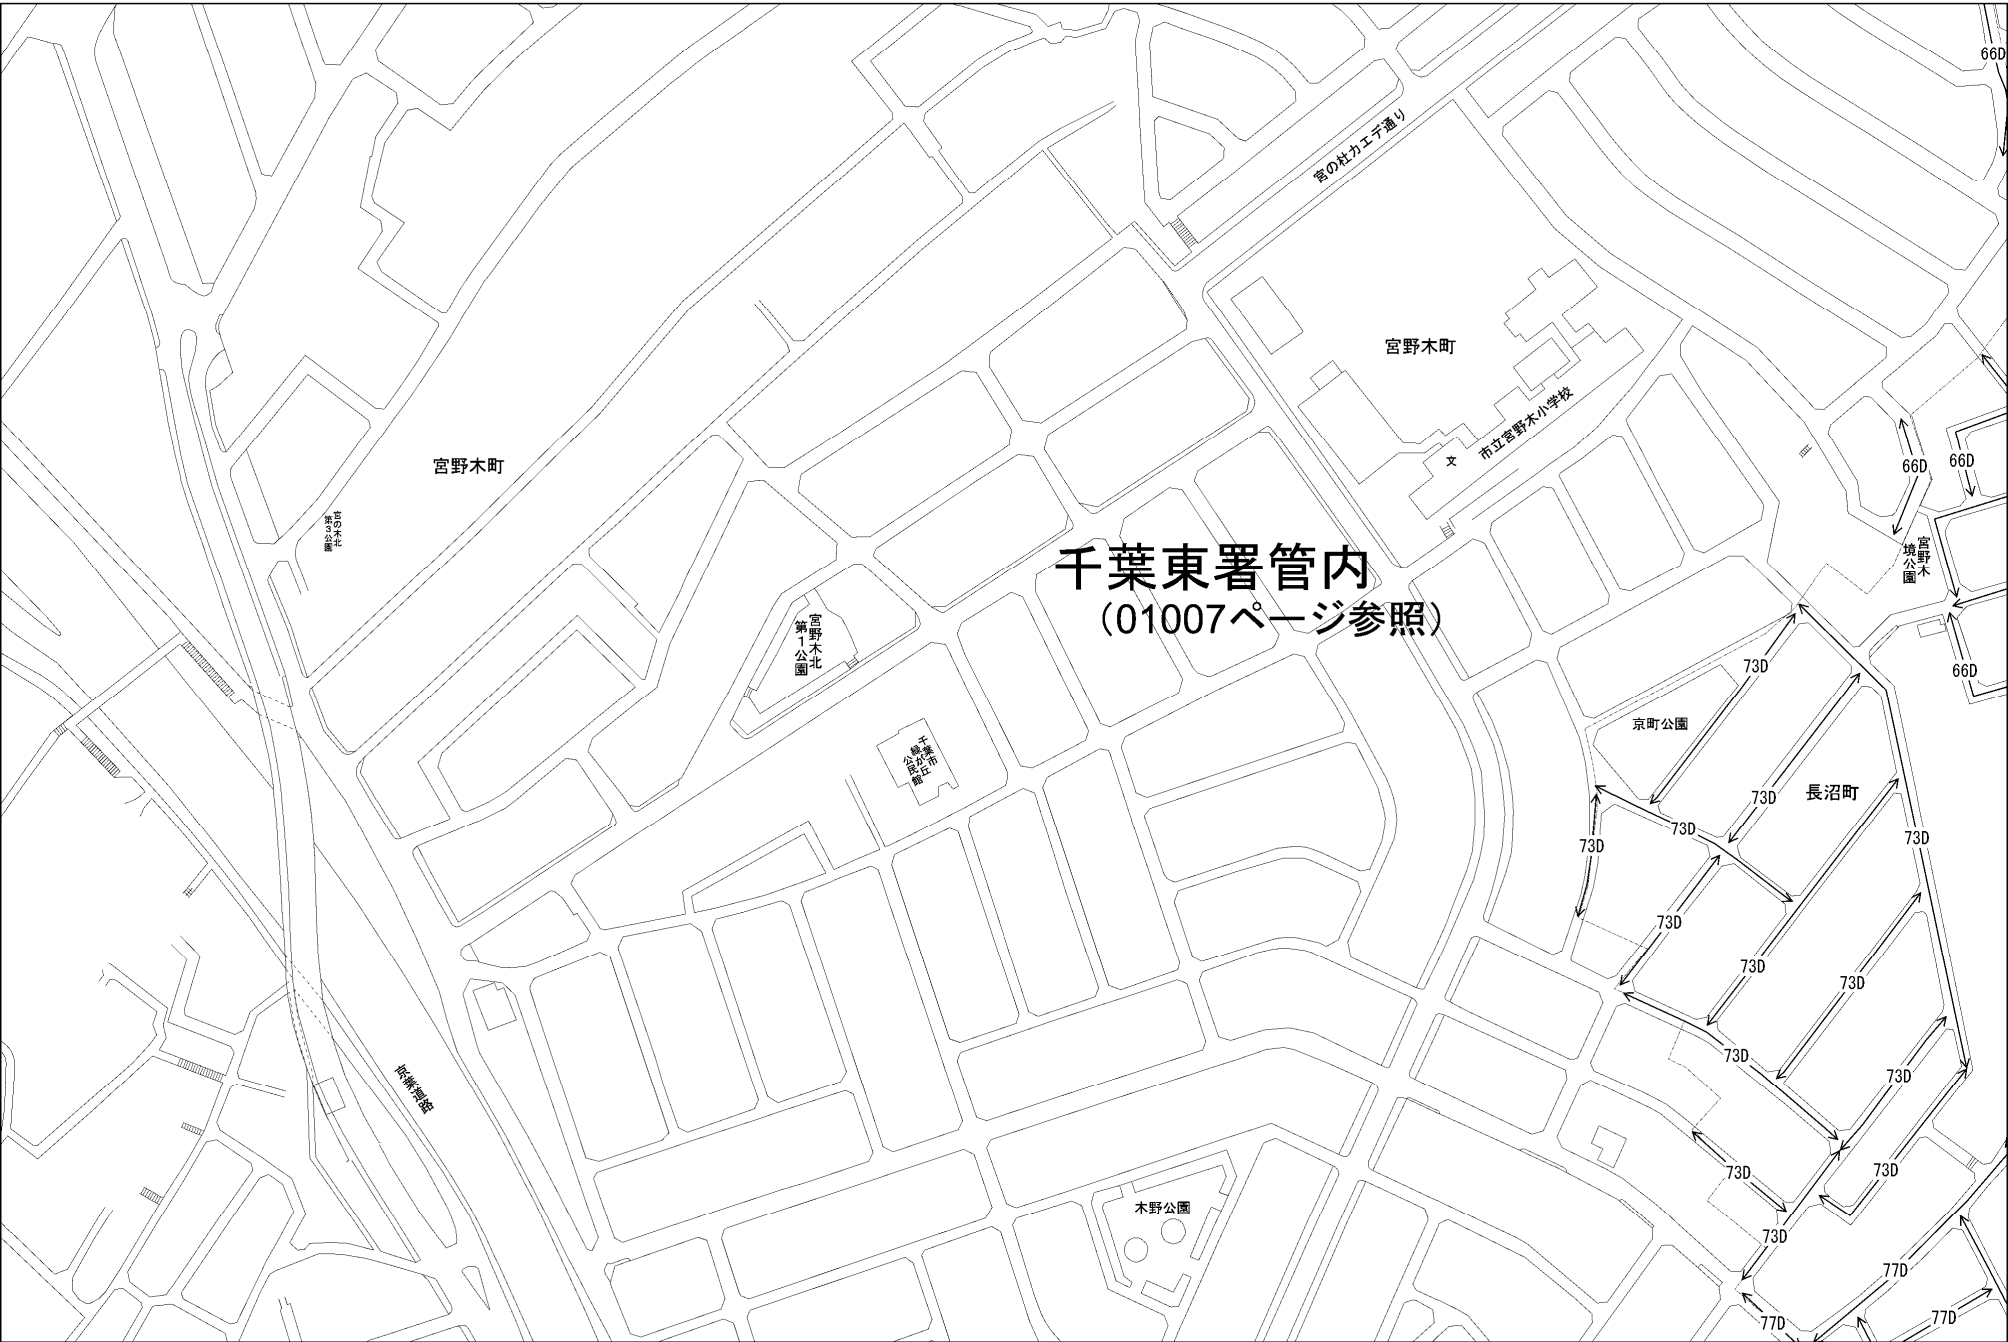 66D
宮の杜カエデ通り
宮野木町
市立宮野木小学校
文
宮野木町
66D
66D
宮の木北
第3公園
千葉東署管内
(01007ページ参照)
宮野木
境公園
宮野木北
第1公園
73D
66D
京町公園
千葉市
緑が丘
公民館
73D
長沼町
73D
73D
73D
73D
73D
73D
京葉道路
73D
73D
73D
73D
木野公園
73D
77D
77D
77D